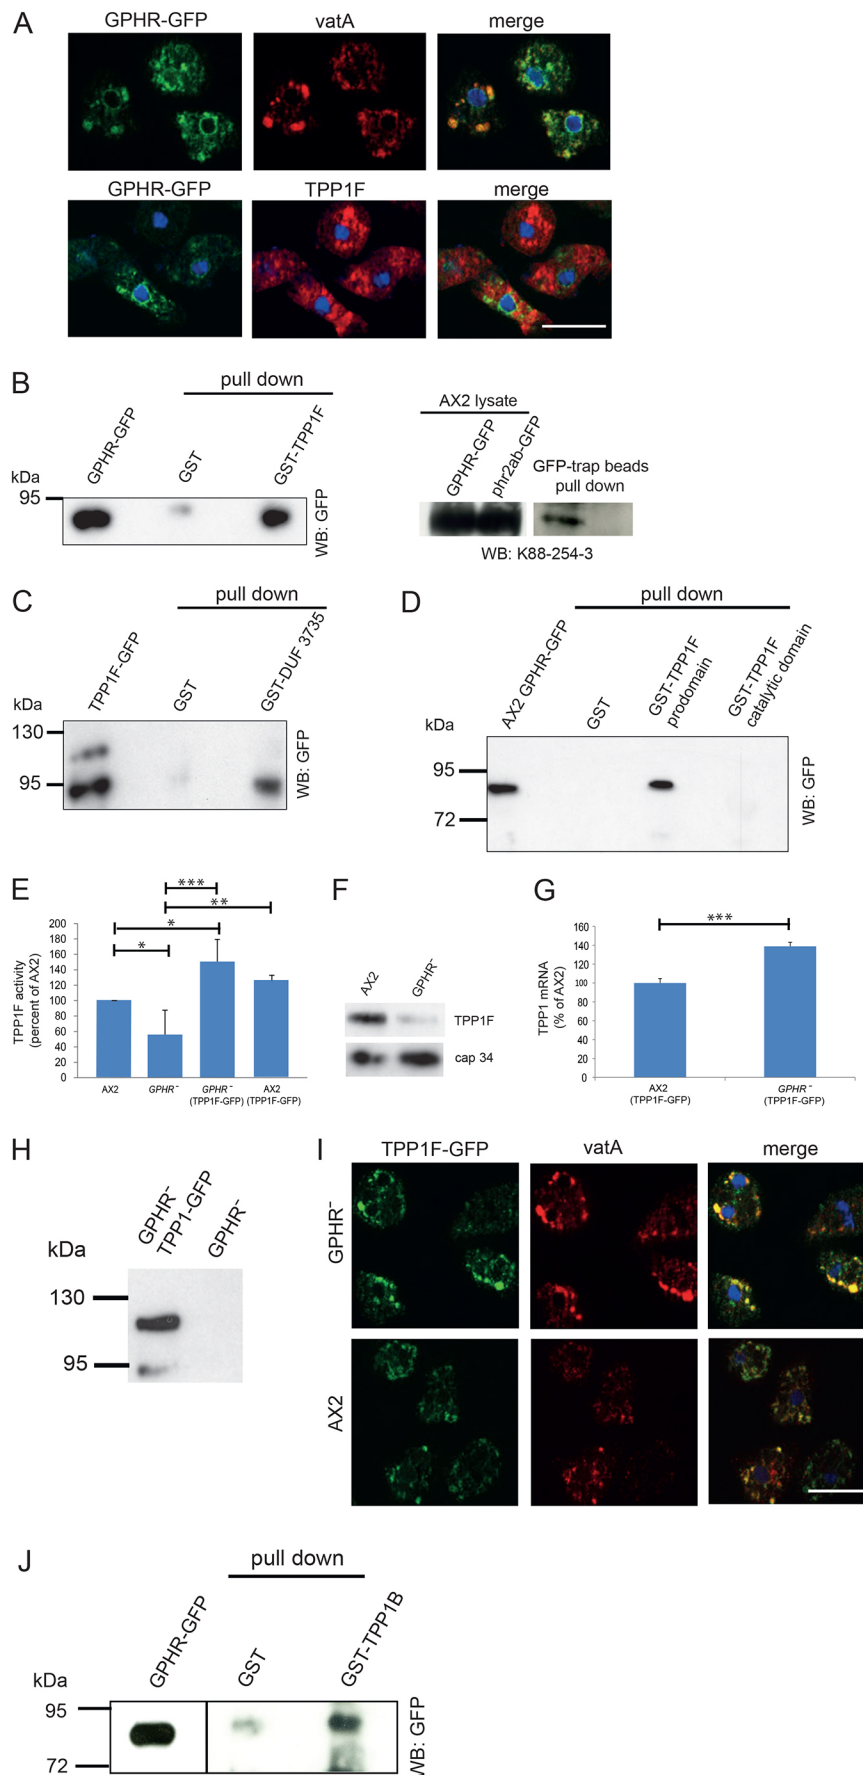 A
GPHR-GFP vatA merge
GPHR-GFP TPP1F merge
B
pull down
GPHR-GFP
GST
GST-TPP1F
kDa
95
WB: GFP
AX2 lysate
GPHR-GFP
phr2ab-GFP
GFP-trap beads
pull down
WB: K88-254-3
C
pull down
TPP1F-GFP
GST
GST-DUF 3735
kDa
130
95
WB: GFP
D
pull down
AX2 GPHR-GFP
GST
GST-TPP1F
prodomain
GST-TPP1F
catalytic domain
kDa
95
72
WB: GFP
E
TPP1F activity
(percent of AX2)
200
180
160
140
120
100
80
60
40
20
0
***
**
*
*
AX2
GPHR⁻
GPHR⁻
(TPP1F-GFP)
AX2
(TPP1F-GFP)
F
AX2
GPHR⁻
TPP1F
cap 34
G
TPP1 mRNA
(% of AX2)
160
140
120
100
80
60
40
20
0
***
AX2
(TPP1F-GFP)
GPHR⁻
(TPP1F-GFP)
H
GPHR⁻
TPP1-GFP
GPHR⁻
kDa
130
95
I
TPP1F-GFP vatA merge
GPHR⁻
AX2
J
pull down
GPHR-GFP
GST
GST-TPP1B
kDa
95
72
WB: GFP